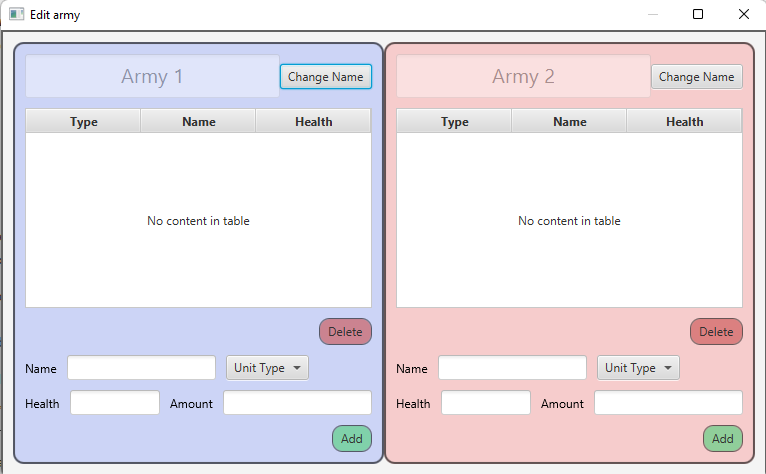 Edit army
Army 1 Change Name
Type Name Health
No content in table
Delete
Name Unit Type
Health Amount
Add
Army 2 Change Name
Type Name Health
No content in table
Delete
Name Unit Type
Health Amount
Add